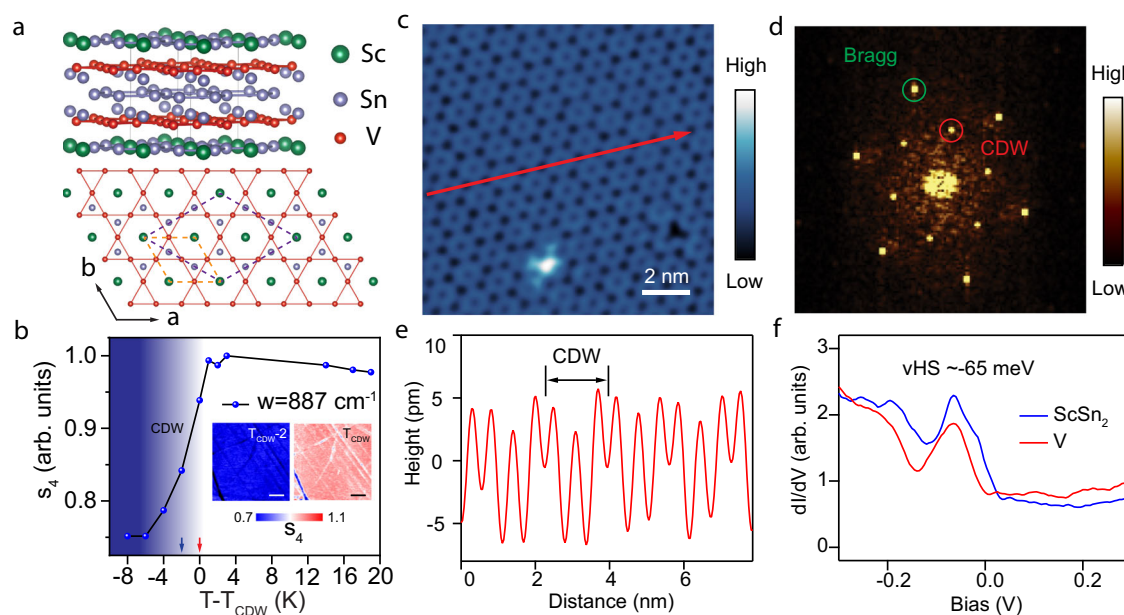 a
Sc
Sn
V
b
a
b
1.0
0.9
0.8
s₄ (arb. units)
w=887 cm⁻¹
CDW
T_CDW-2
T_CDW
0.7
1.1
s₄
-8
-4
0
4
8
12
16
20
T-T_CDW (K)
c
High
Low
2 nm
d
Bragg
CDW
High
Low
e
10
5
0
-5
Height (pm)
CDW
0
2
4
6
Distance (nm)
f
3
2
1
0
dI/dV (arb. units)
vHS ~-65 meV
ScSn₂
V
-0.2
0.0
0.2
Bias (V)